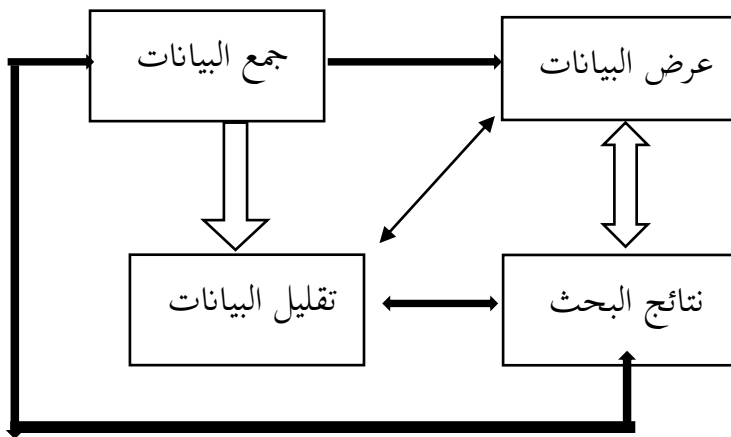 جمع البيانات
عرض البيانات
تقليل البيانات
نتائج البحث